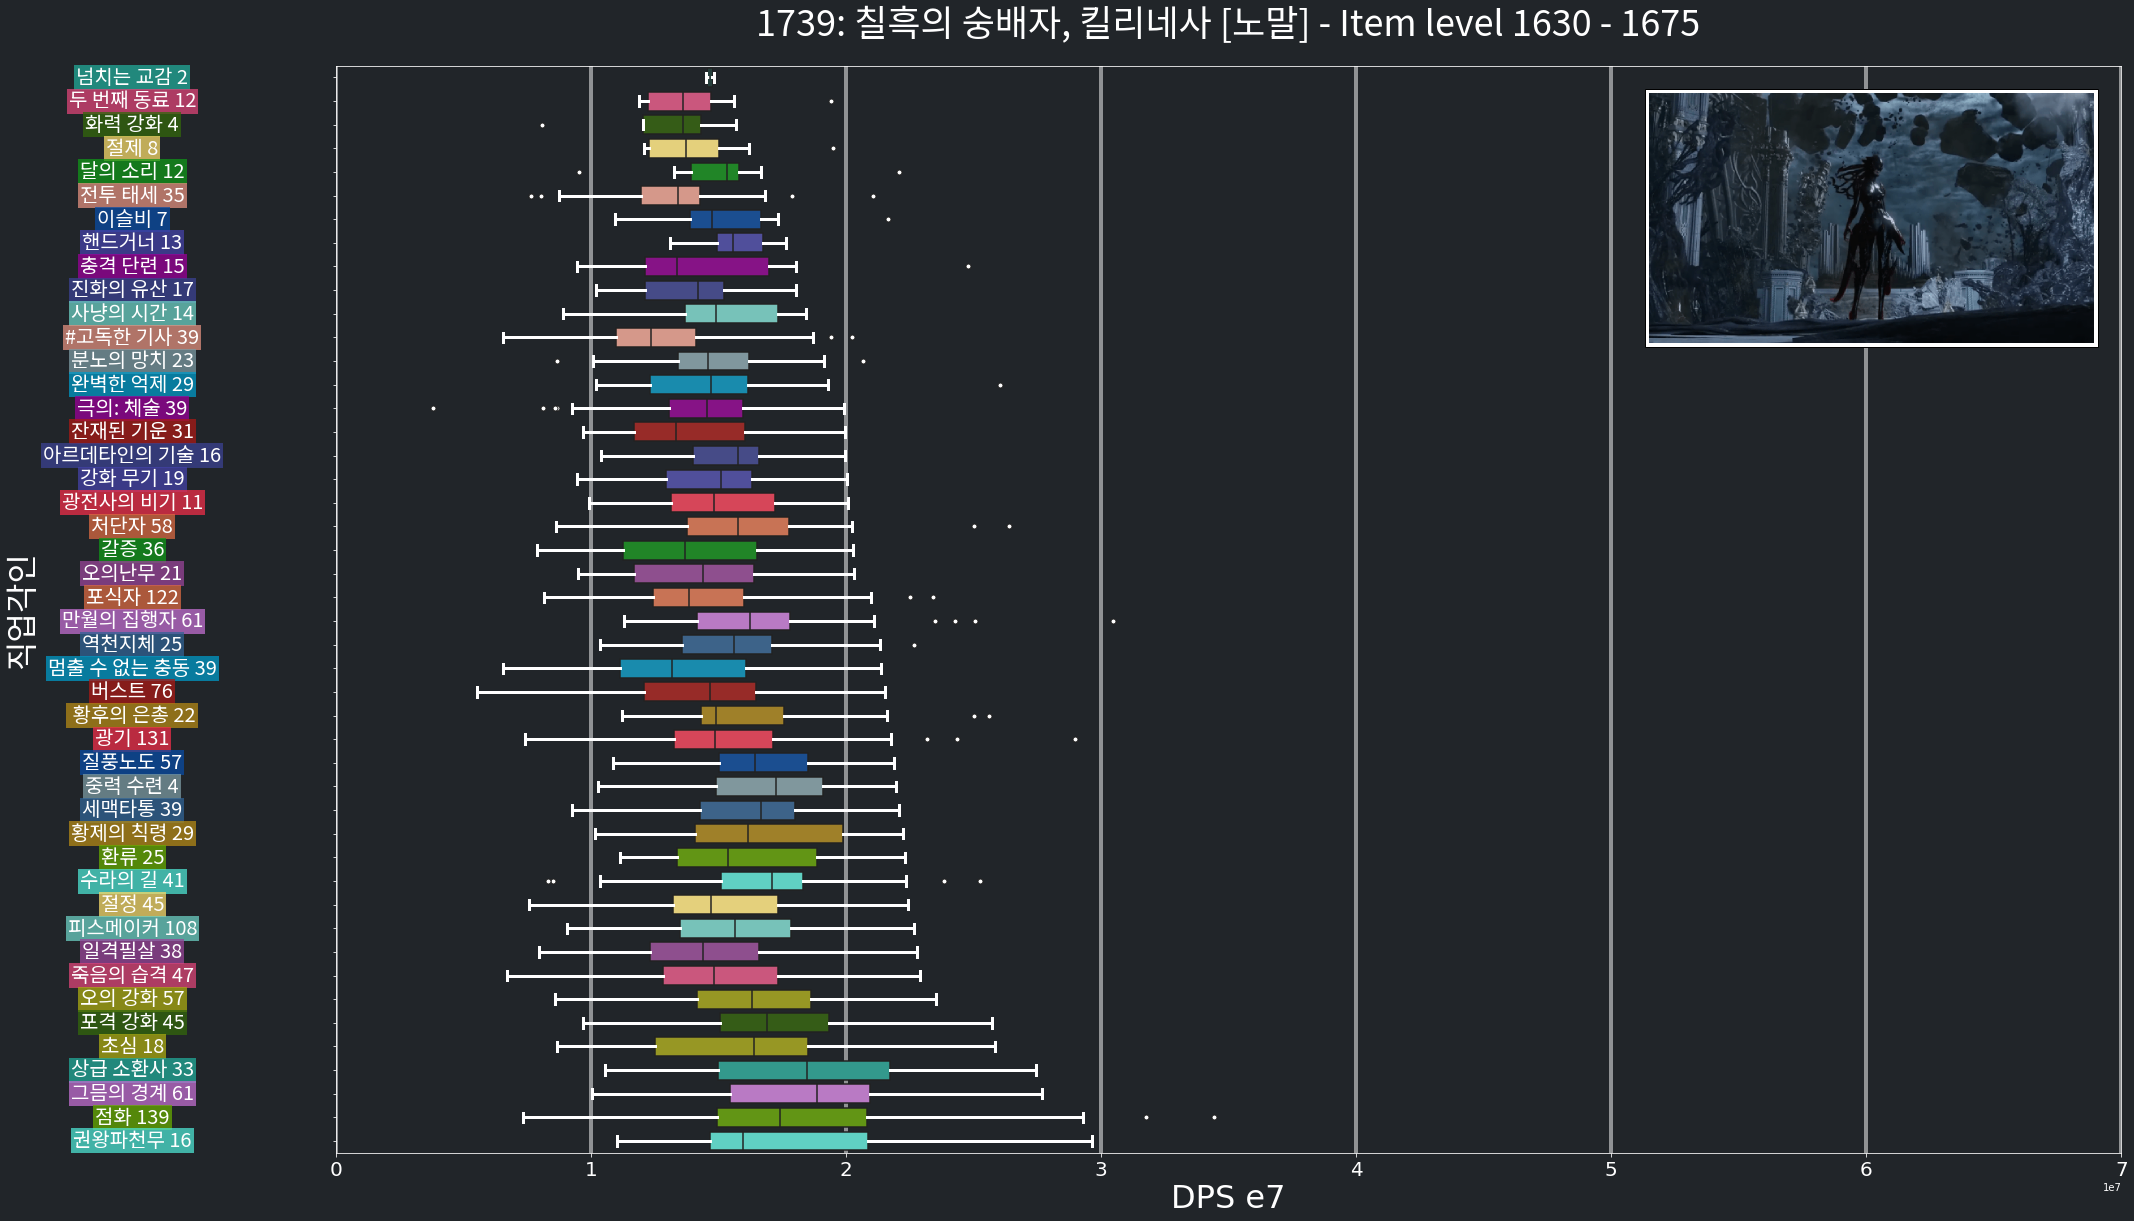 1739: 칠흑의 숭배자, 킬리네사 [노말] - Item level 1630 - 1675
넘치는 교감 2
두 번째 동료 12
화력 강화 4
절제 8
달의 소리 12
전투 태세 35
이슬비 7
핸드거너 13
충격 단련 15
진화의 유산 17
사냥의 시간 14
#고독한 기사 39
분노의 망치 23
완벽한 억제 29
극의: 체술 39
잔재된 기운 31
아르데타인의 기술 16
강화 무기 19
광전사의 비기 11
처단자 58
갈증 36
오의난무 21
포식자 122
만월의 집행자 61
역천지체 25
멈출 수 없는 충동 39
버스트 76
황후의 은총 22
광기 131
질풍노도 57
중력 수련 4
세맥타통 39
황제의 칙령 29
환류 25
수라의 길 41
절정 45
피스메이커 108
일격필살 38
죽음의 습격 47
오의 강화 57
포격 강화 45
초심 18
상급 소환사 33
그믐의 경계 61
점화 139
권왕파천무 16
직업각인
0 1 2 3 4 5 6 7
1e7
DPS e7